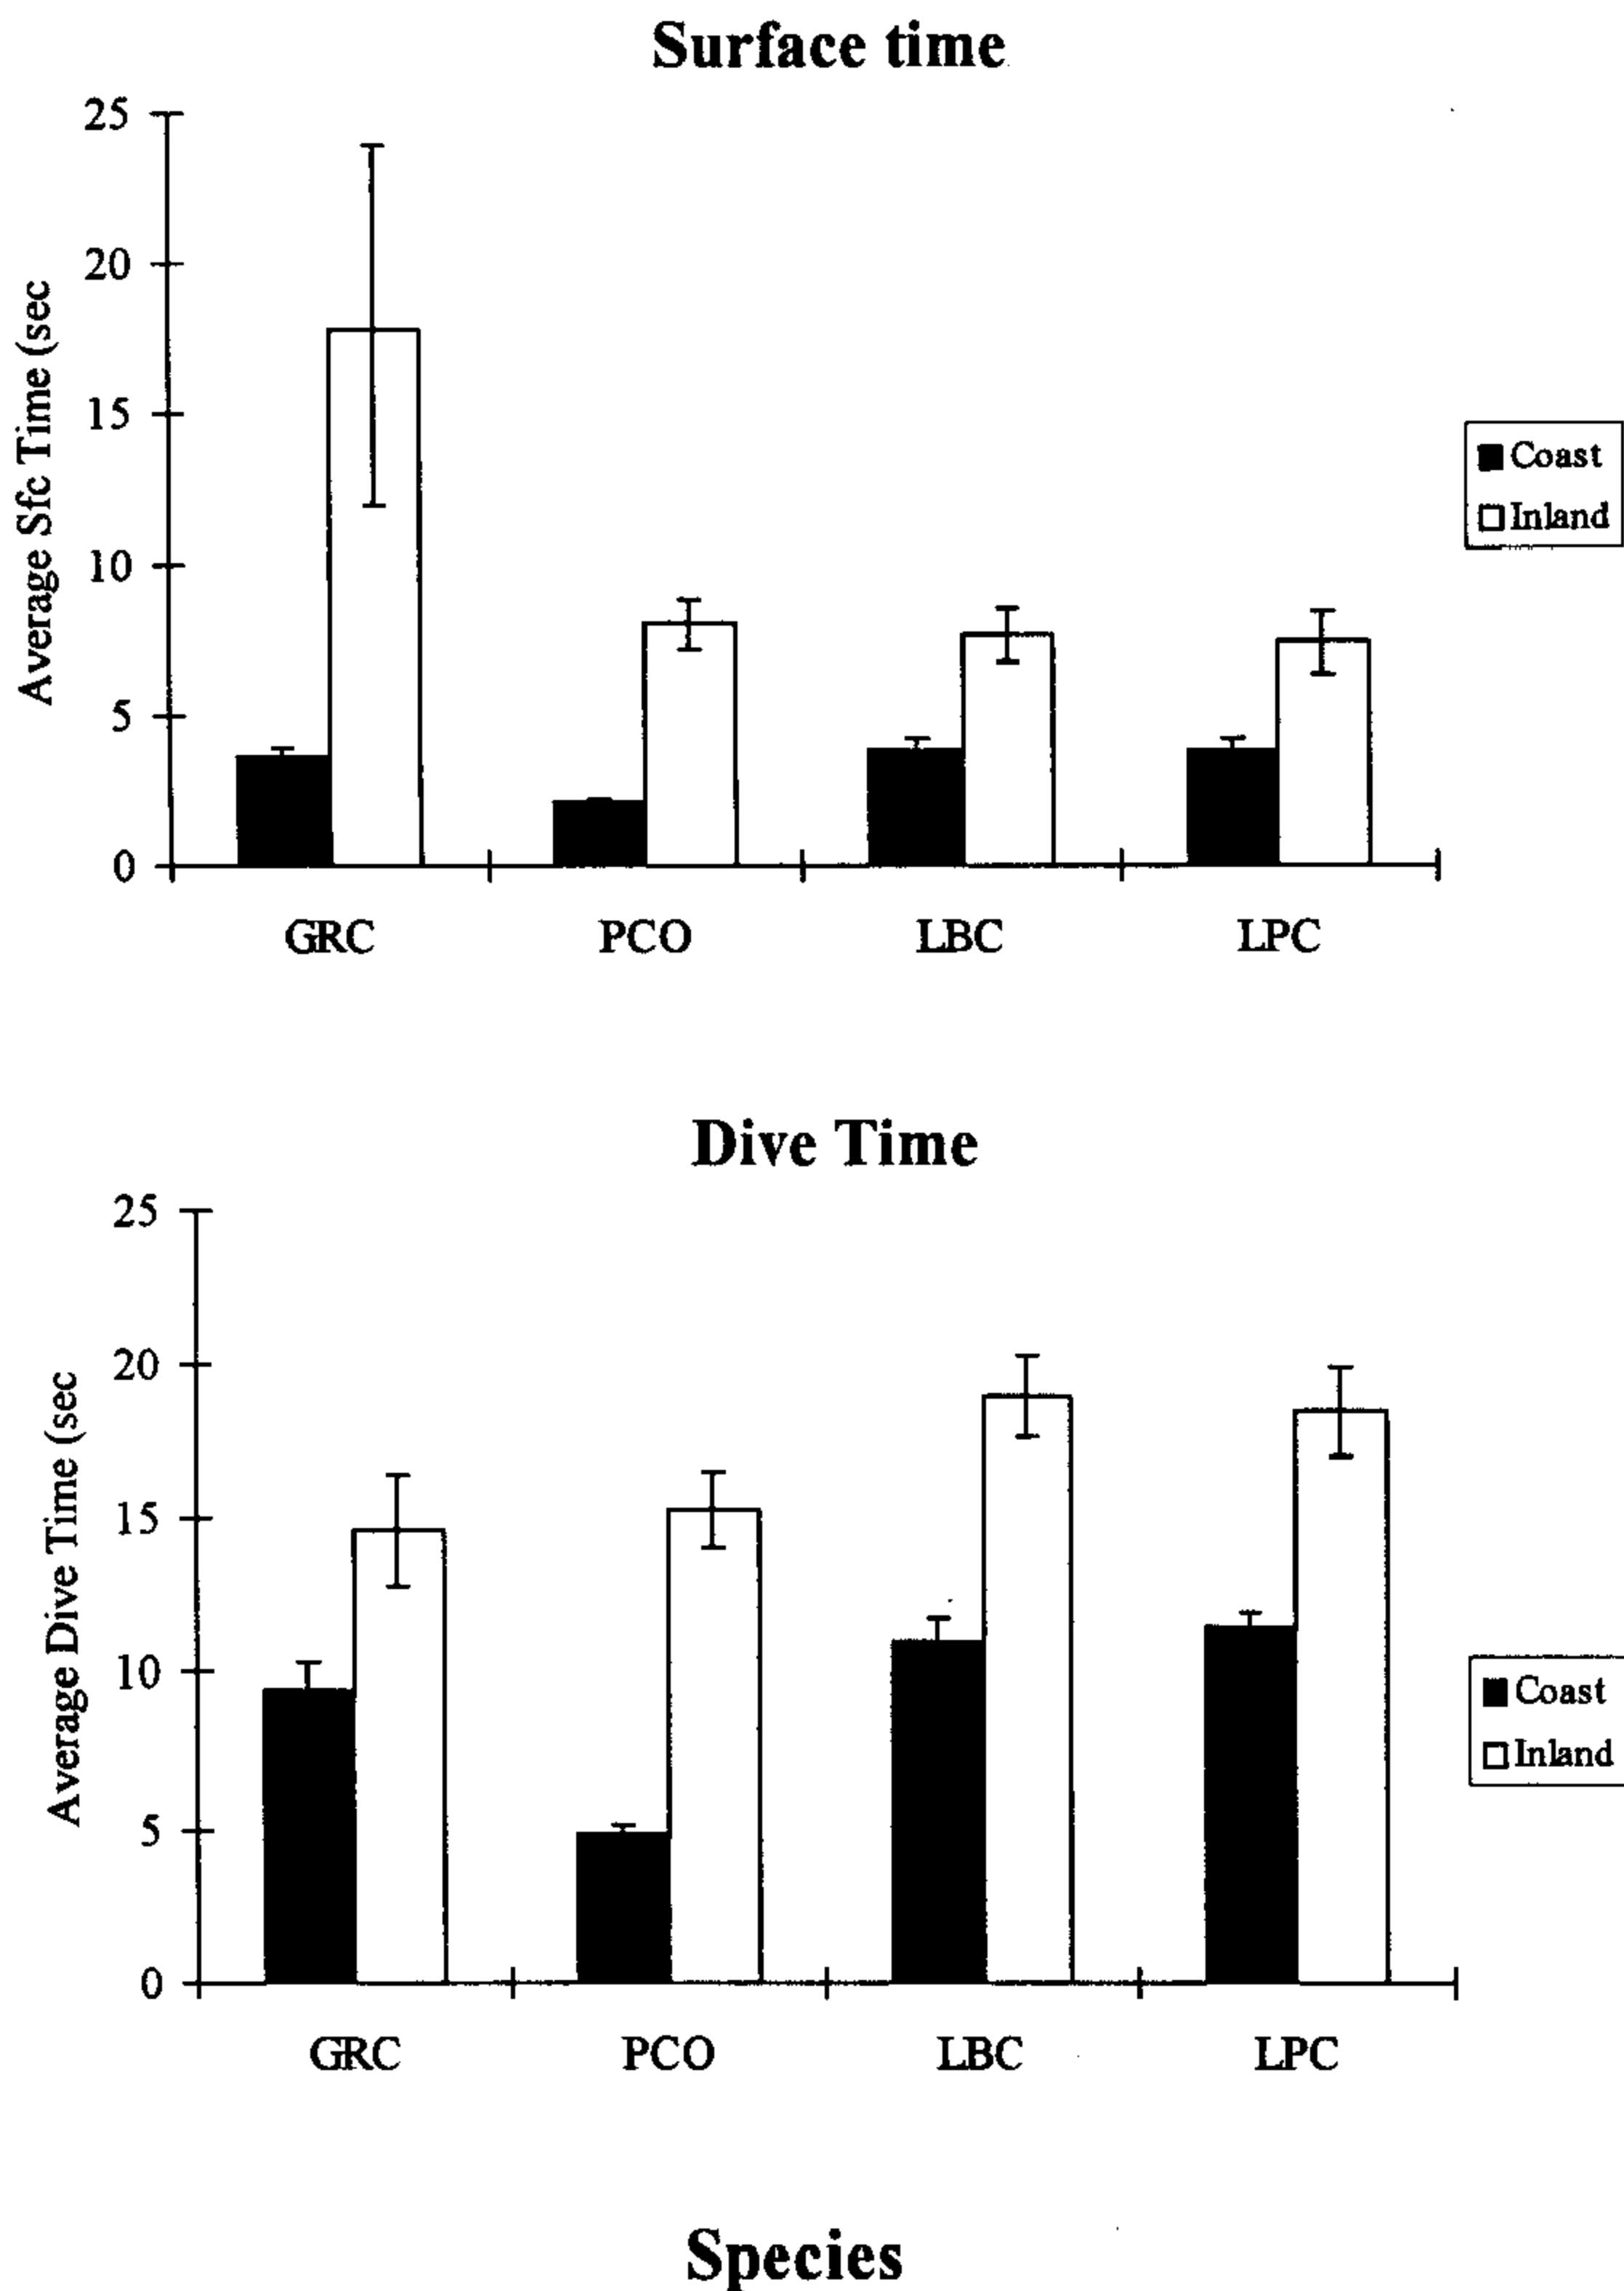 Surface time
25
20
15
10
5
0
Average Sfc Time (sec
Coast
Inland
GRC PCO LBC LPC
Dive Time
25
20
15
10
5
0
Average Dive Time (sec
Coast
Inland
GRC PCO LBC LPC
Species